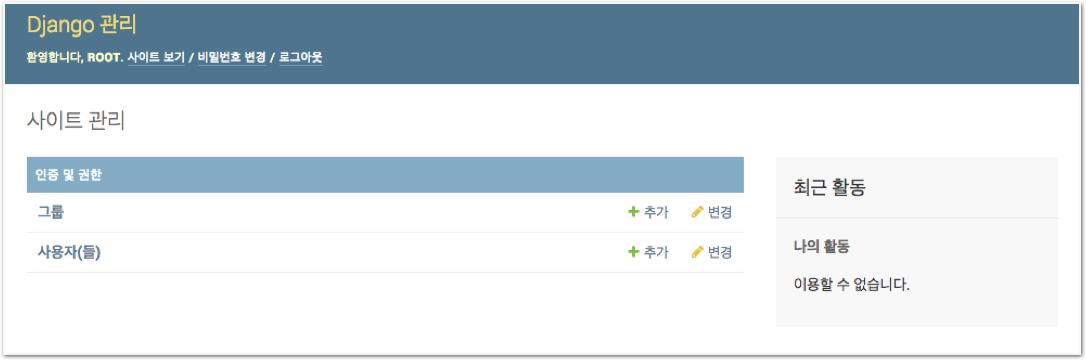 Django 관리
환영합니다, ROOT. 사이트 보기 / 비밀번호 변경 / 로그아웃
사이트 관리
인증 및 권한
그룹 추가 변경
사용자(들) 추가 변경
최근 활동
나의 활동
이용할 수 없습니다.